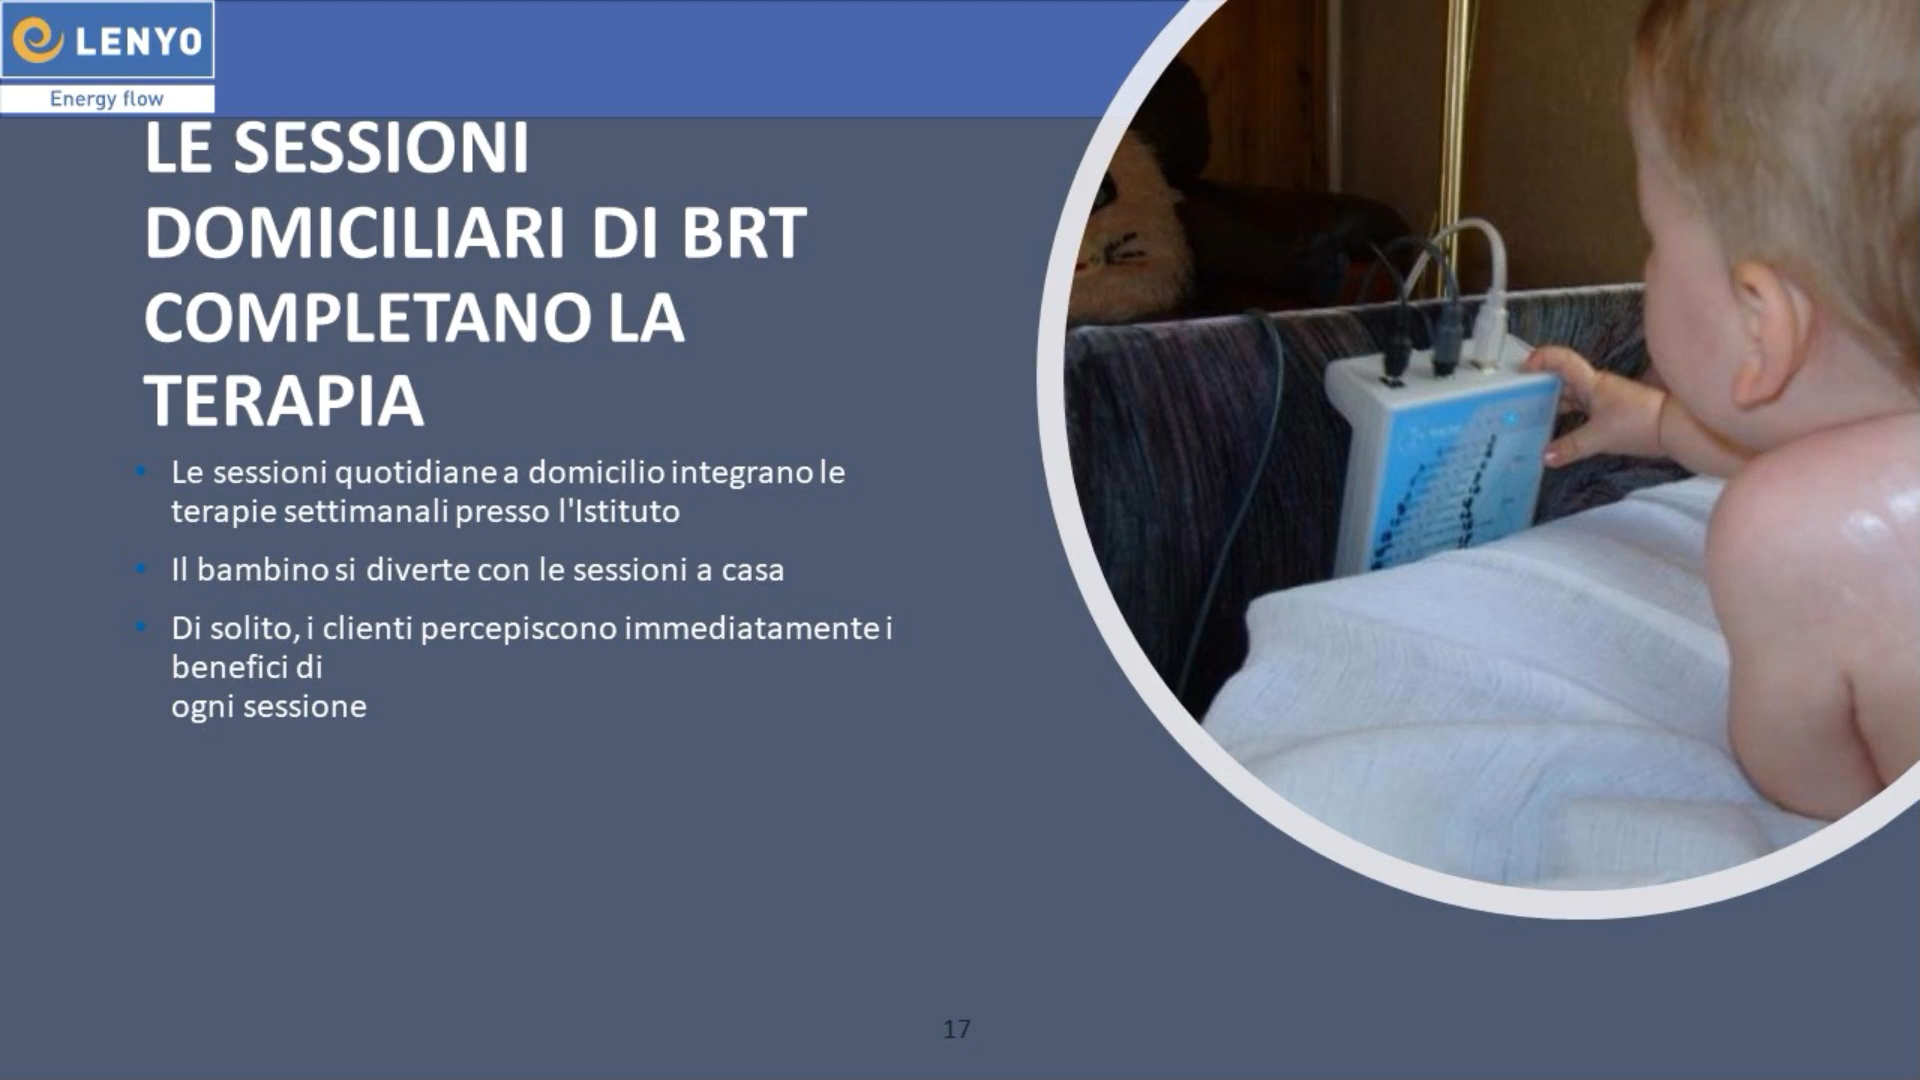 LENYO
Energy flow
LE SESSIONI
DOMICILIARI DI BRT
COMPLETANO LA
TERAPIA
• Le sessioni quotidiane a domicilio integrano le
terapie settimanali presso l'Istituto
• Il bambino si diverte con le sessioni a casa
• Di solito, i clienti percepiscono immediatamente i
benefici di
ogni sessione
17